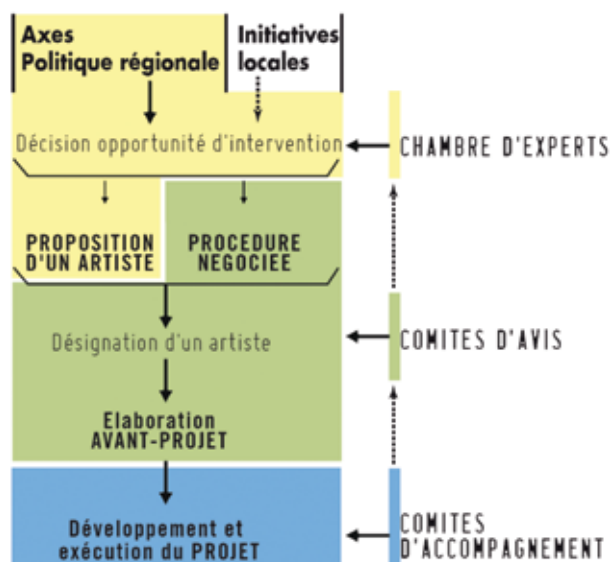 Axes
Politique régionale
Initiatives
locales
Décision opportunité d'intervention
CHAMBRE D'EXPERTS
PROPOSITION
D'UN ARTISTE
PROCEDURE
NEGOCIEE
Désignation d'un artiste
COMITES D'AVIS
Elaboration
AVANT-PROJET
Développement et
exécution du PROJET
COMITES
D'ACCOMPAGNEMENT